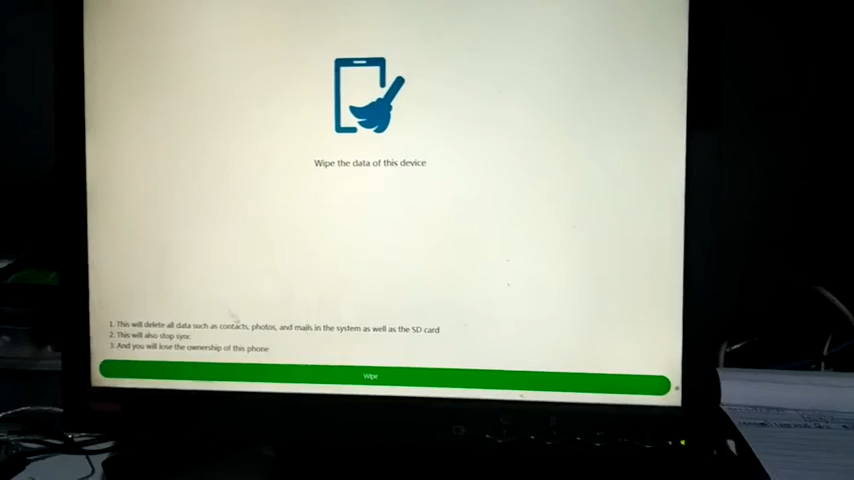 Wipe the data of this device
1. This will delete all data such as contacts, photos, and mails in the system as well as the SD card
2. This will also stop sync
3. And you will lose the ownership of this phone
Wipe